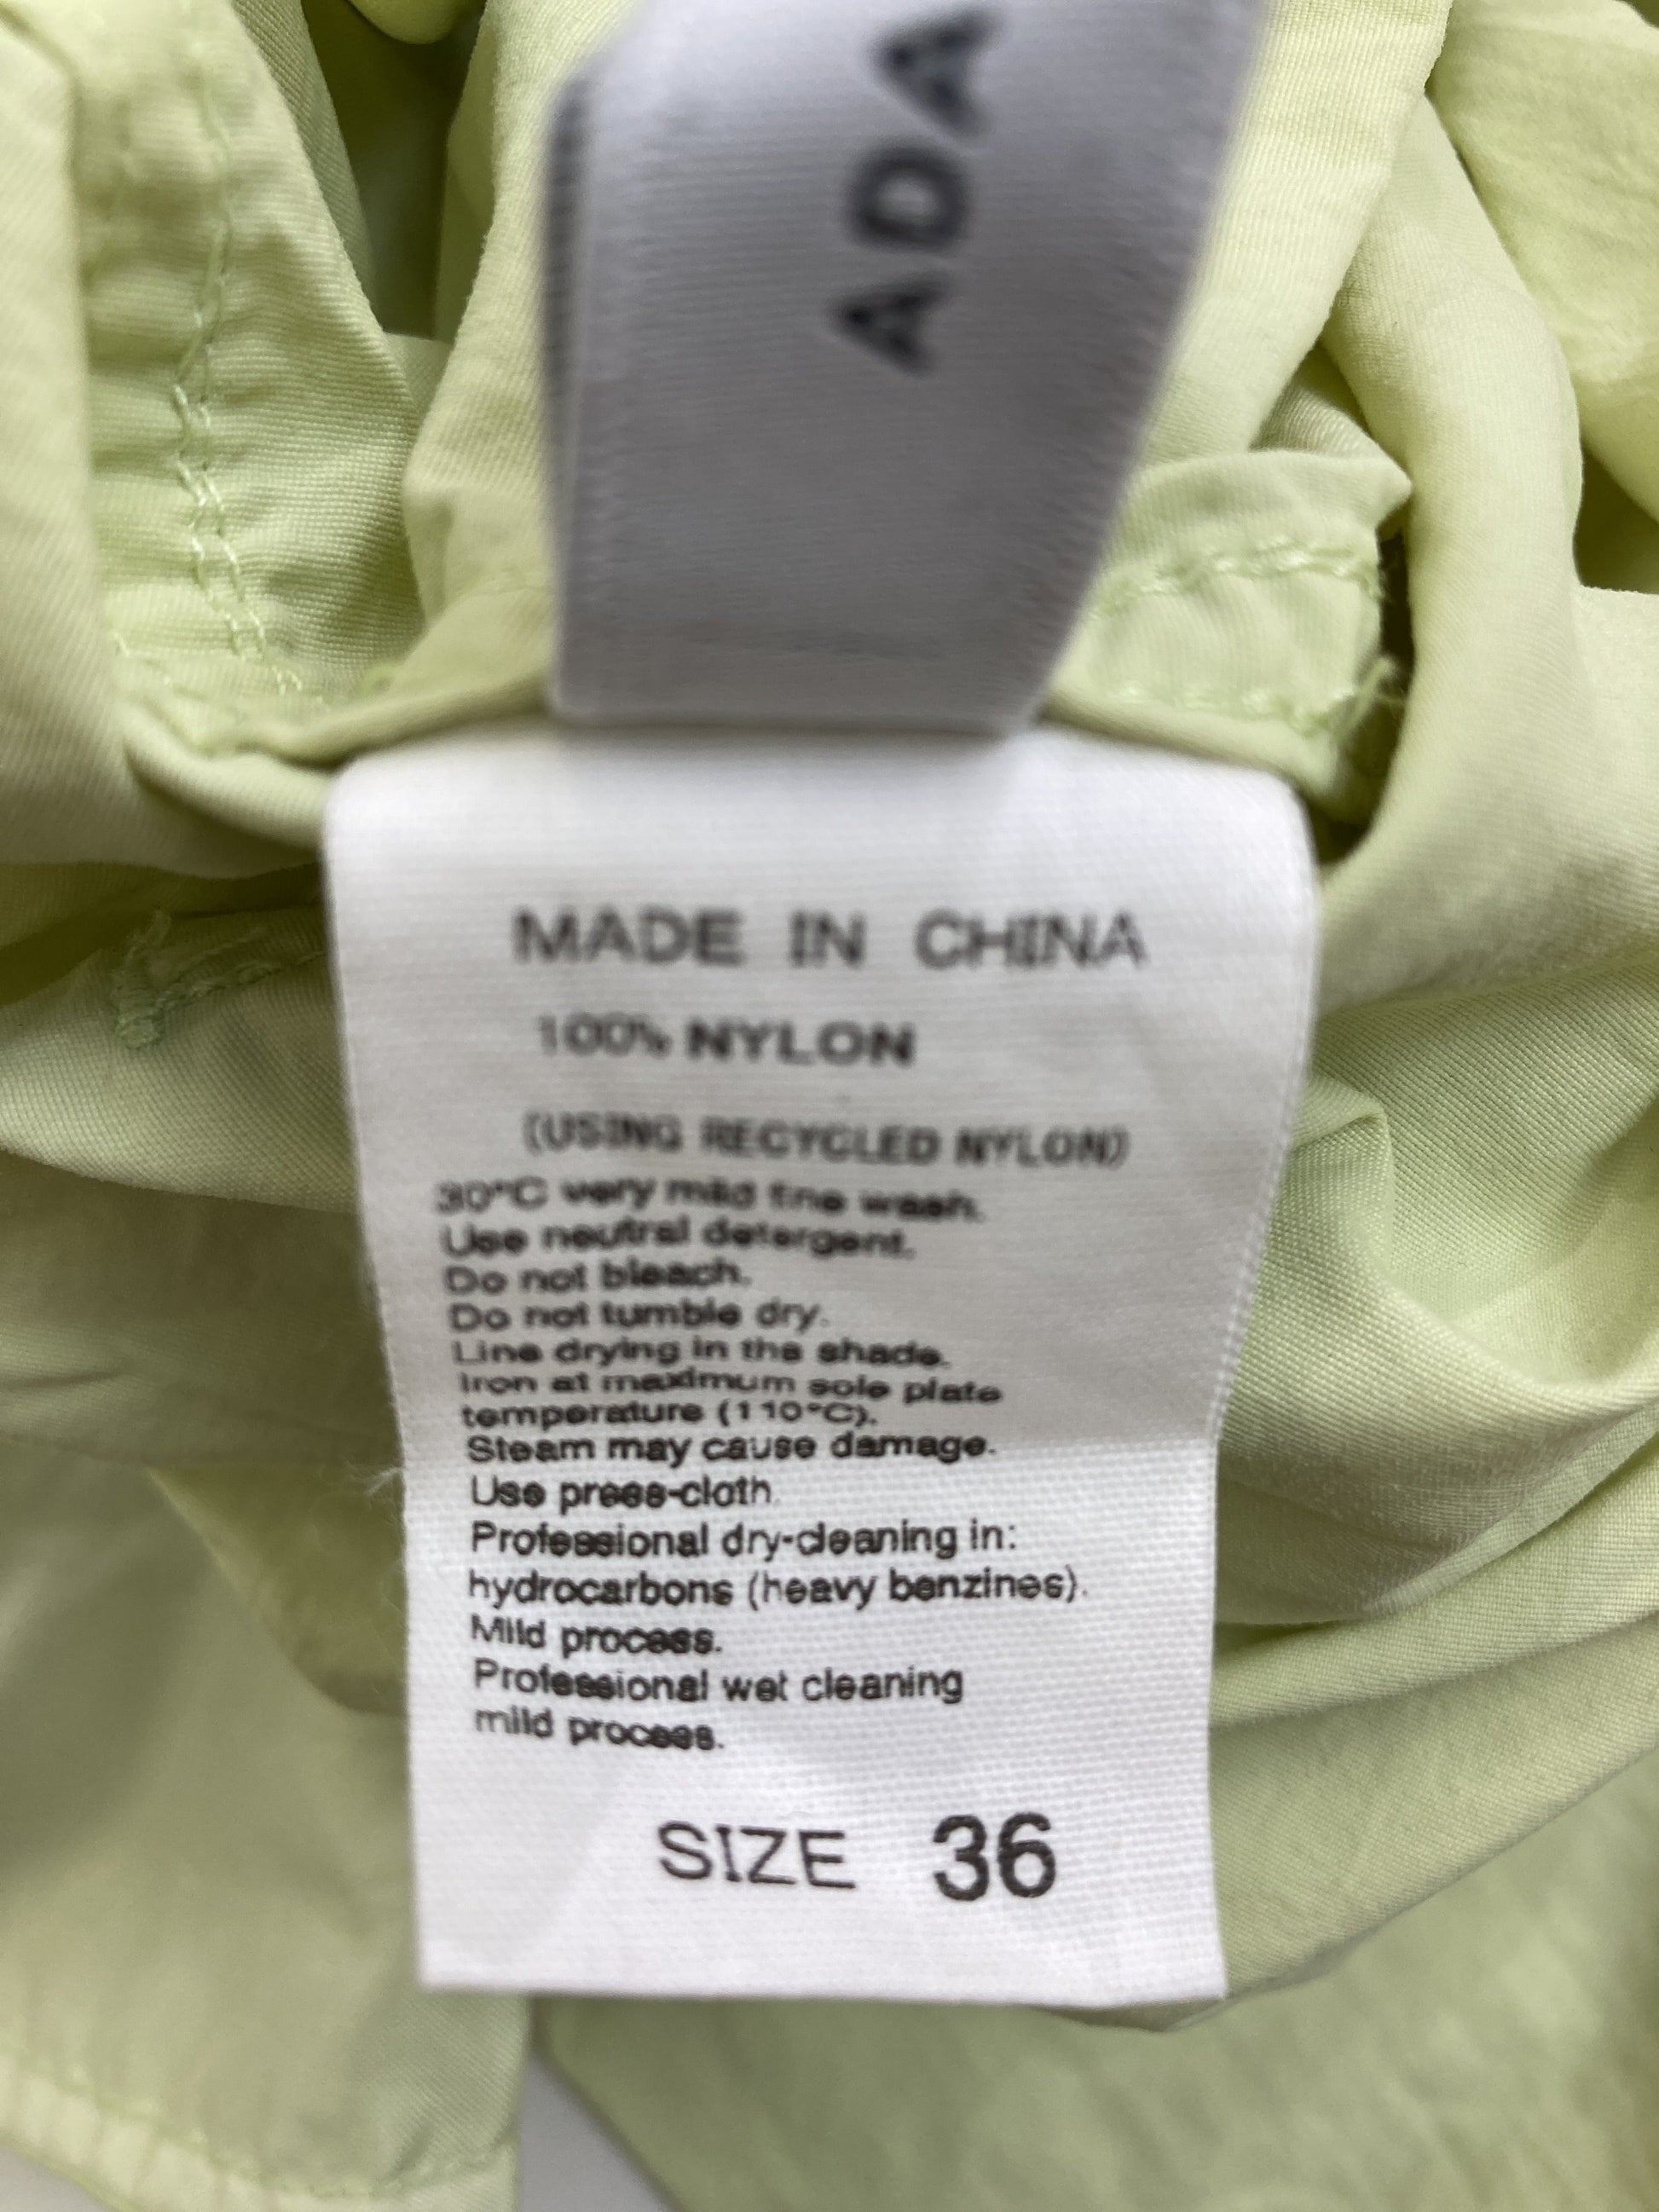 ADA
MADE IN CHINA
100% NYLON
(USING RECYCLED NYLON)
30°C very mild fine wash.
Use neutral detergent.
Do not bleach.
Do not tumble dry.
Line drying in the shade.
Iron at maximum sole plate
temperature (110°C).
Steam may cause damage.
Use press-cloth.
Professional dry-cleaning in:
hydrocarbons (heavy benzines).
Mild process.
Professional wet cleaning
mild process.
SIZE 36